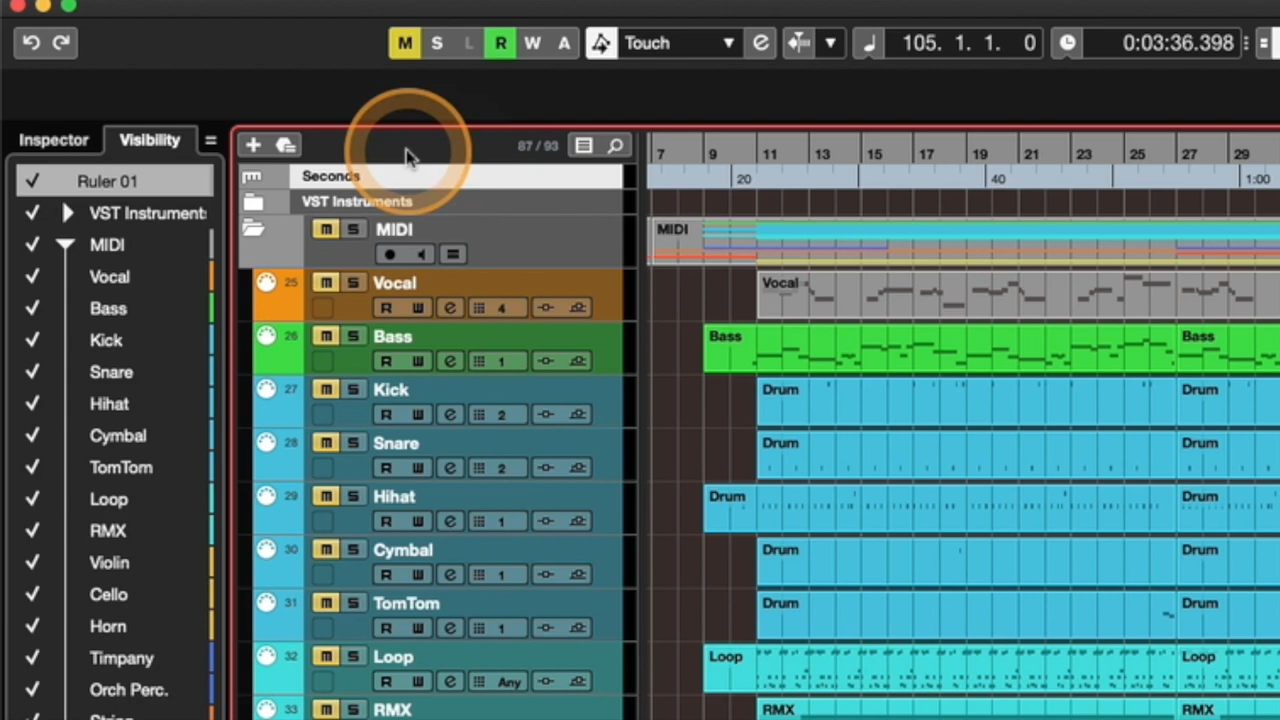 M S L R W A Touch 105. 1. 1. 0 0:03:36.398
Inspector Visibility
87 / 93
7 9 11 13 15 17 19 21 23 25 27 29
20 40 1:00
Ruler 01
VST Instruments
MIDI
Vocal
Bass
Kick
Snare
Hihat
Cymbal
TomTom
Loop
RMX
Violin
Cello
Horn
Timpany
Orch Perc.
Seconds
VST Instruments
m S MIDI
25 m S Vocal
R W e 4
26 m S Bass
R W e 1
27 m S Kick
R W e 2
28 m S Snare
R W e 2
29 m S Hihat
R W e 1
30 m S Cymbal
R W e 1
31 m S TomTom
R W e 1
32 m S Loop
R W e Any
33 m S RMX
MIDI
Vocal
Bass Bass
Drum Drum
Drum Drum
Drum Drum
Drum Drum
Drum Drum
Loop Loop
RMX RMX